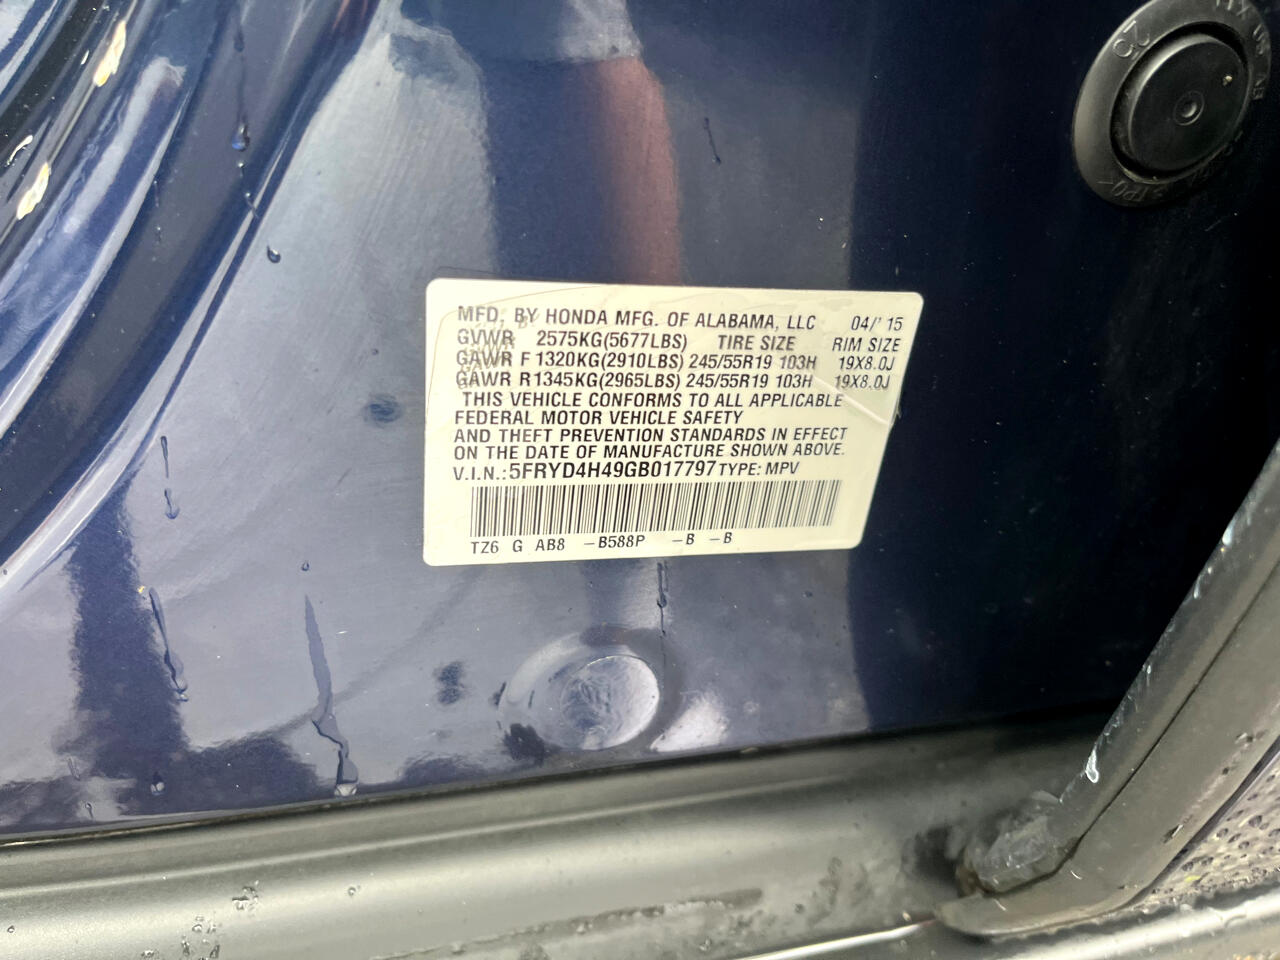 MFD. BY HONDA MFG. OF ALABAMA, LLC 04/'15
GVWR 2575KG(5677LBS) TIRE SIZE RIM SIZE
GAWR F 1320KG(2910LBS) 245/55R19 103H 19X8.0J
GAWR R1345KG(2965LBS) 245/55R19 103H 19X8.0J
THIS VEHICLE CONFORMS TO ALL APPLICABLE
FEDERAL MOTOR VEHICLE SAFETY
AND THEFT PREVENTION STANDARDS IN EFFECT
ON THE DATE OF MANUFACTURE SHOWN ABOVE.
V.I.N.: 5FRYD4H49GB017797 TYPE: MPV
TZ6 G AB8 -B588P -B -B
25